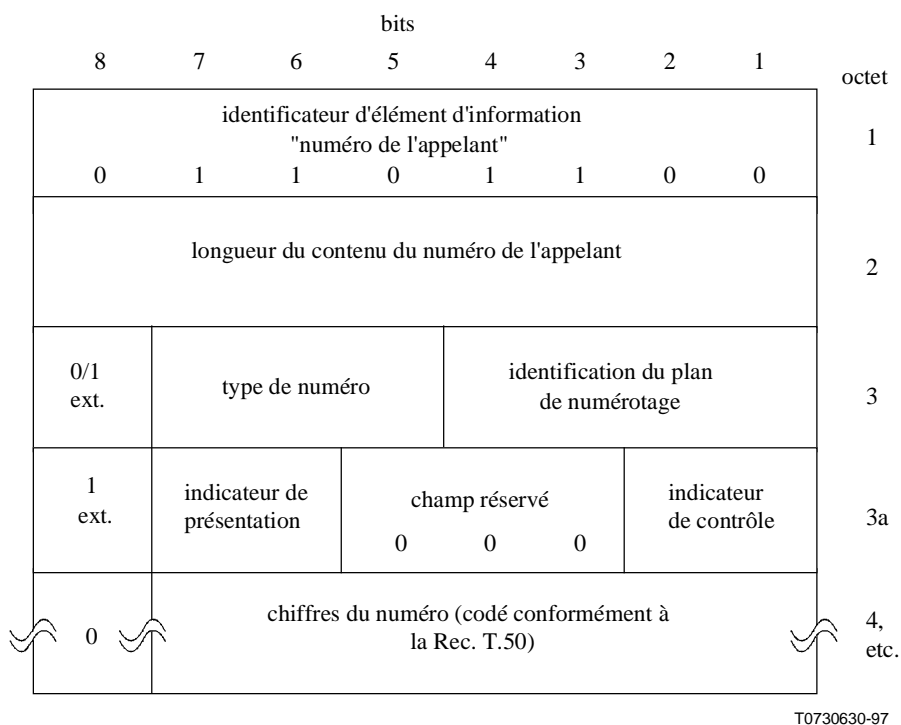 bits
8 7 6 5 4 3 2 1
octet
identificateur d'élément d'information
"numéro de l'appelant"
0 1 1 0 1 1 0 0
1
longueur du contenu du numéro de l'appelant
2
0/1
ext.
type de numéro
identification du plan
de numérotage
3
1
ext.
indicateur de
présentation
champ réservé
0 0 0
indicateur
de contrôle
3a
0
chiffres du numéro (codé conformément à
la Rec. T.50)
4,
etc.
T0730630-97